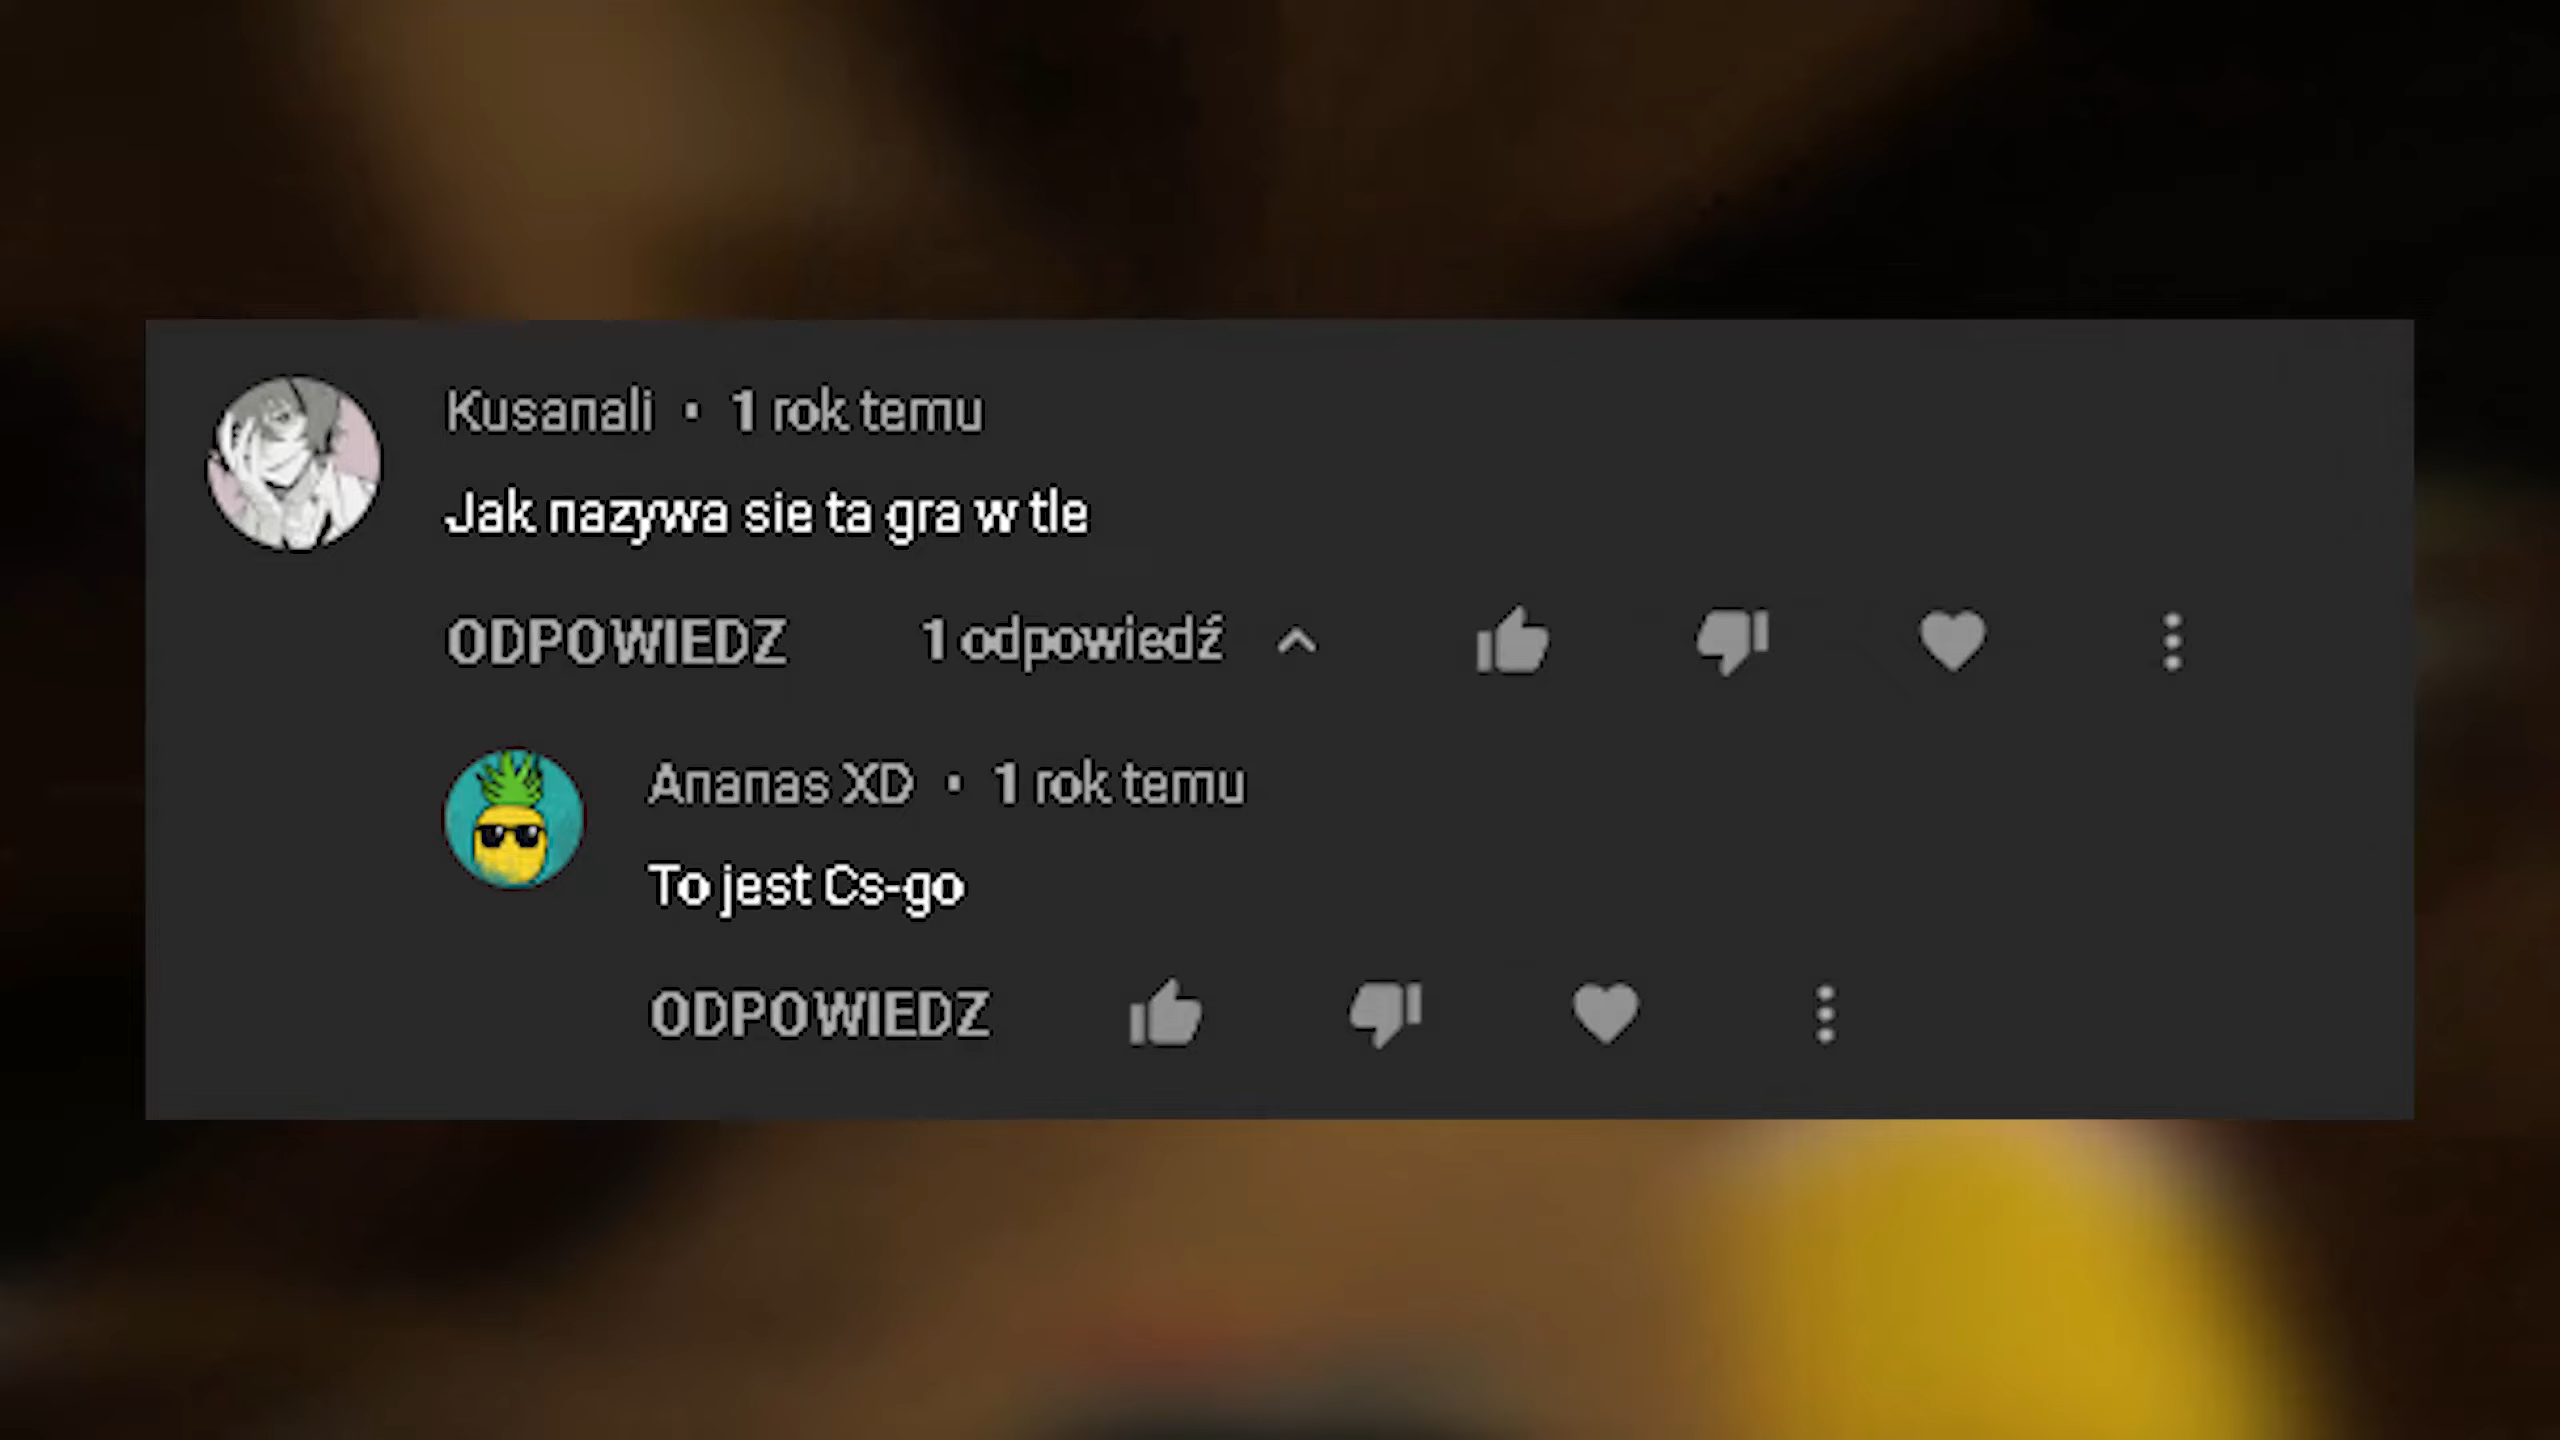 Kusanali • 1 rok temu
Jak nazywa sie ta gra w tle
ODPOWIEDZ 1 odpowiedź
Ananas XD • 1 rok temu
To jest Cs-go
ODPOWIEDZ